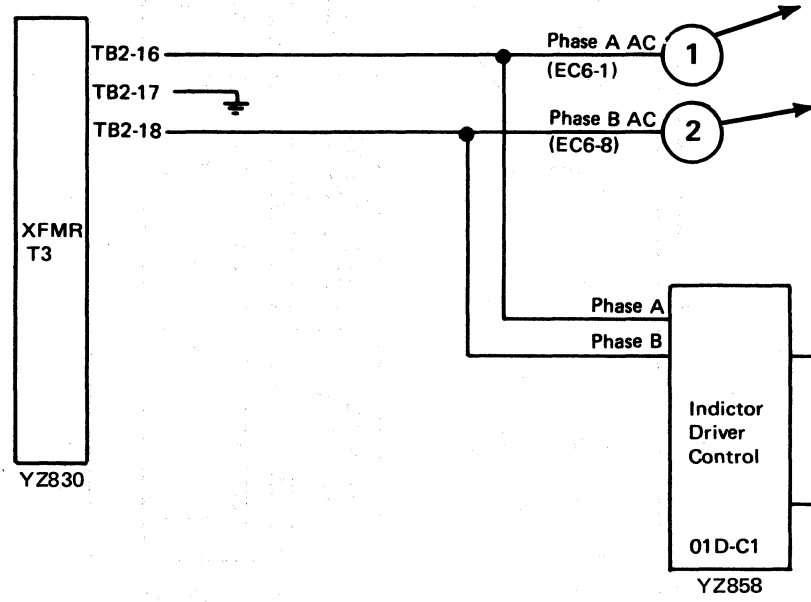 TB2-16
Phase A AC
(EC6-1)
1
TB2-17
TB2-18
Phase B AC
(EC6-8)
2
XFMR
T3
YZ830
Phase A
Phase B
Indictor
Driver
Control
01D-C1
YZ858